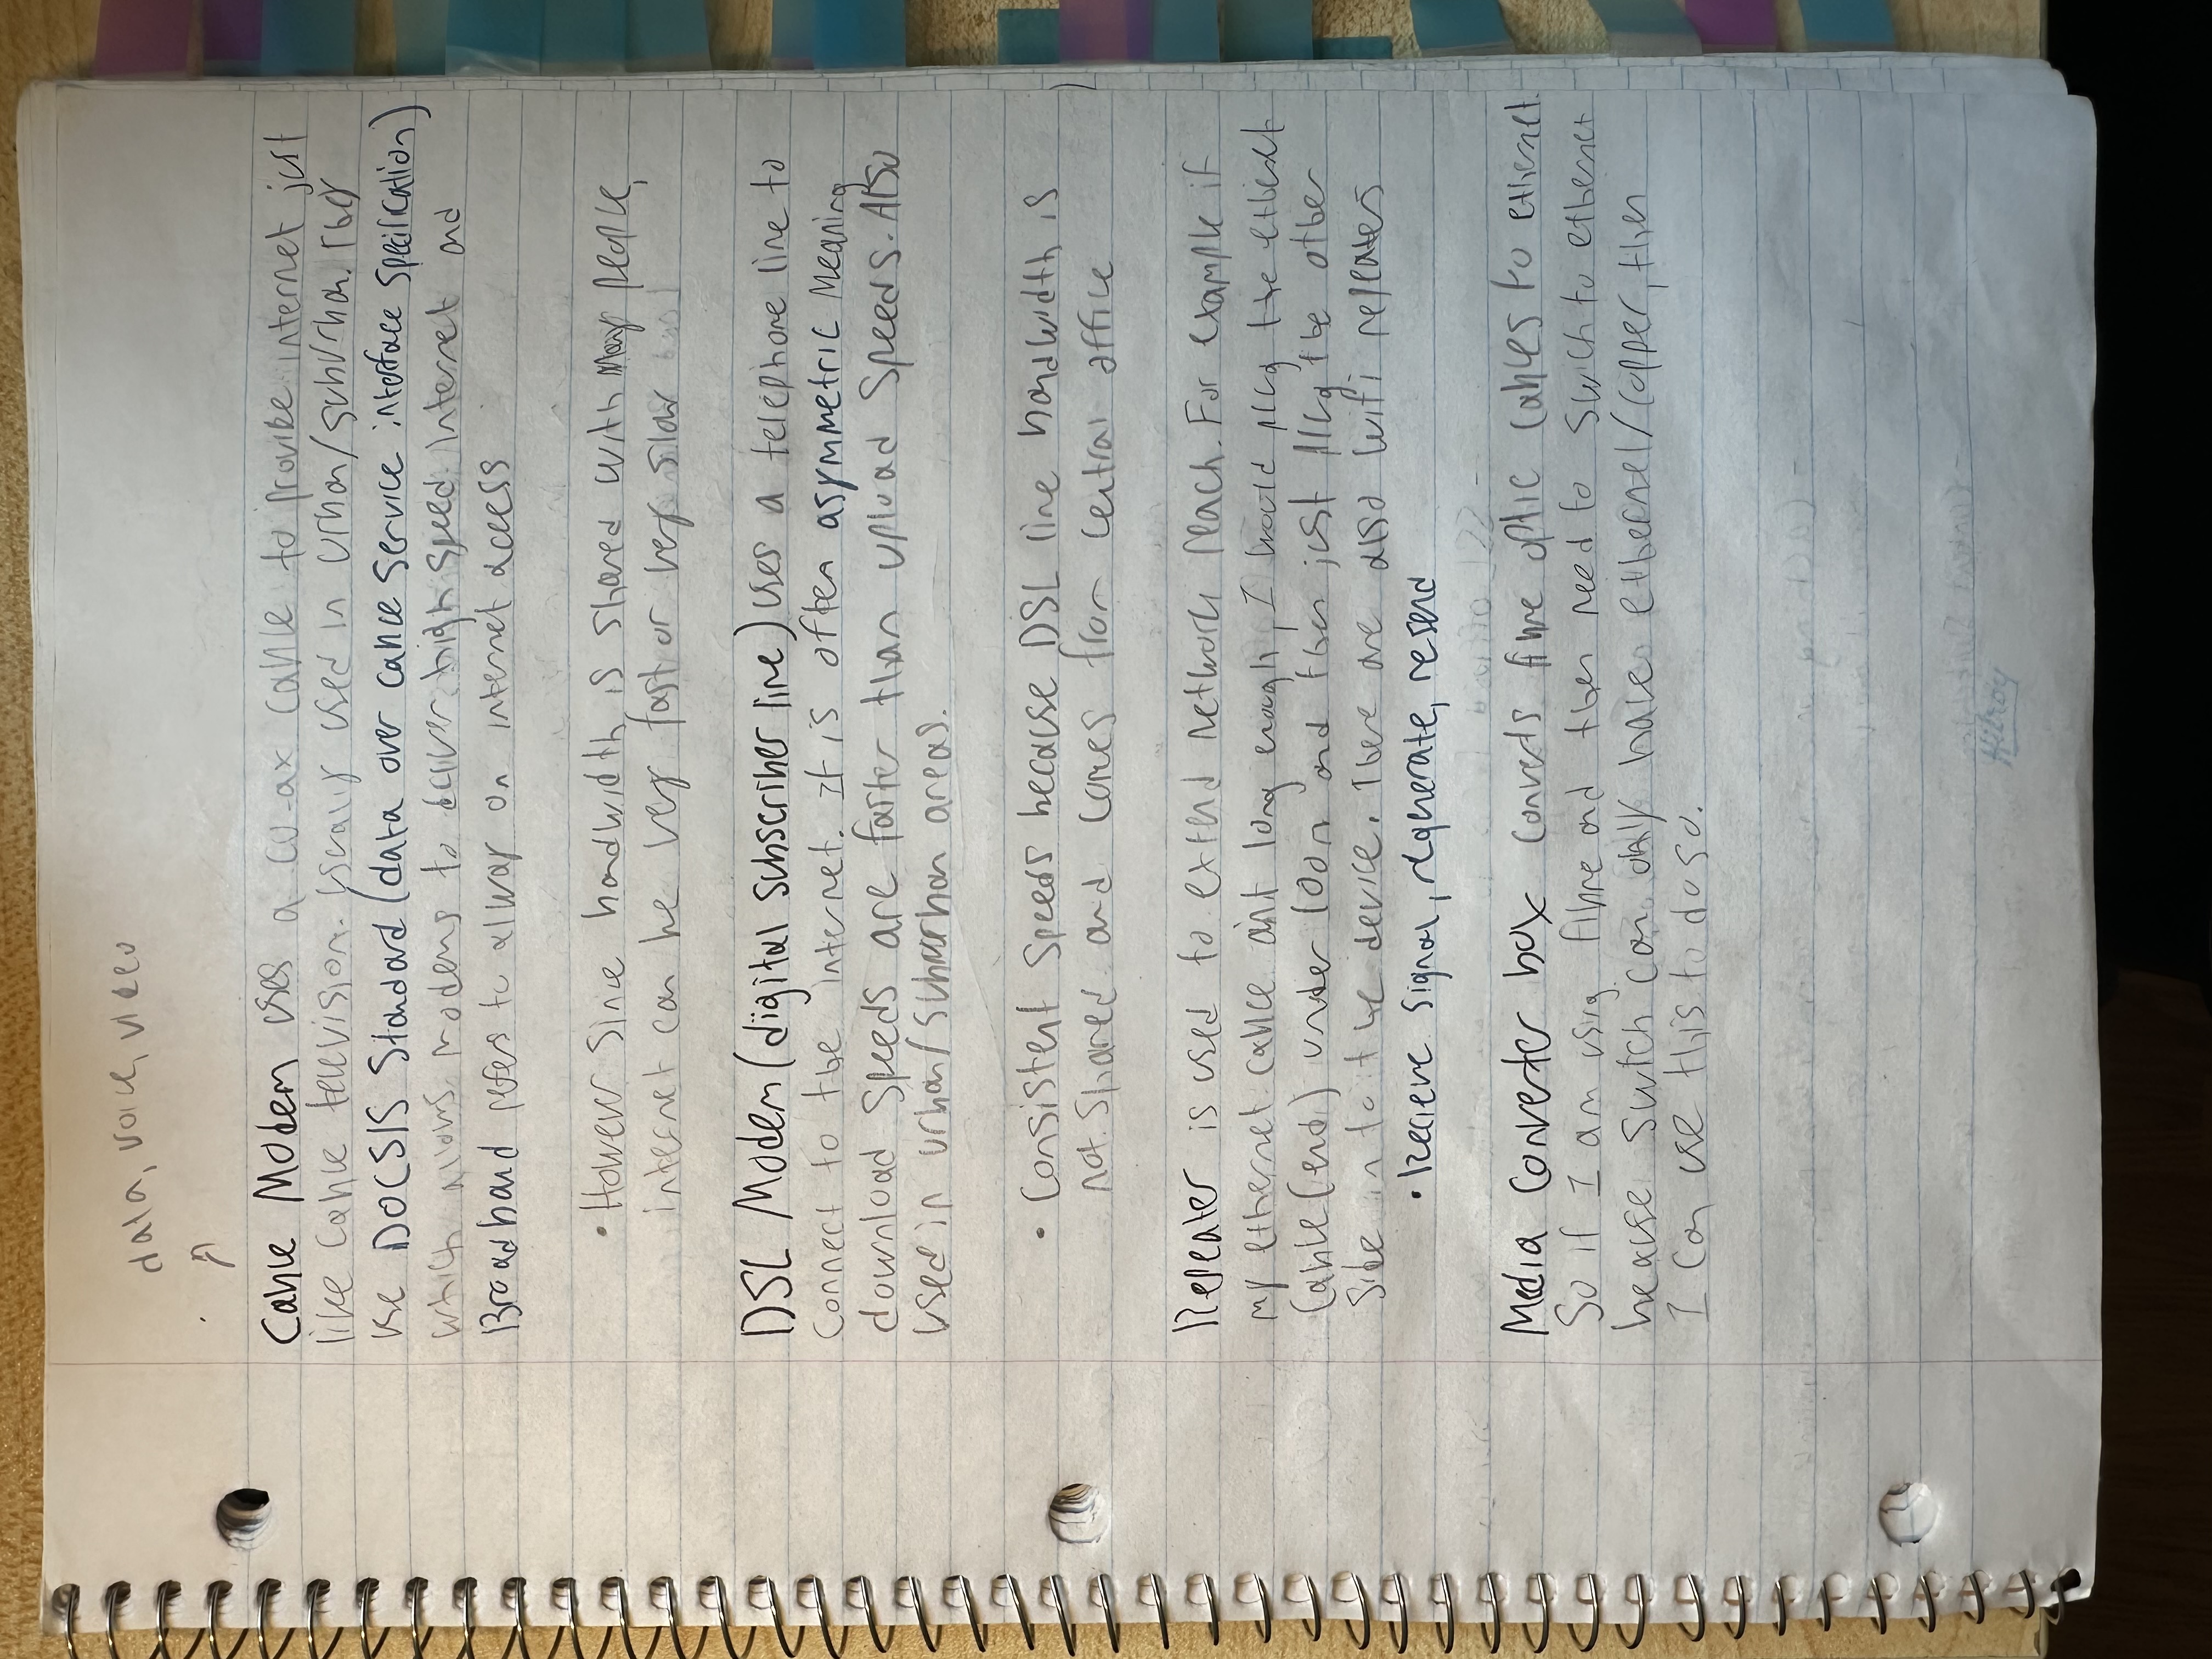 data, voice, video
Cable Modem uses a co-ax cable to provide internet just
like cable television. Usually used in urban/suburban. They
use DOCSIS Standard (data over cable service interface specification)
which allows modems to deliver high speed internet and
Broadband refers to alway on internet access
• However since bandwidth is shared with many people,
internet can be very fast or very slow
DSL Modem (digital subscriber line) uses a telephone line to
connect to the internet. It is often asymmetric meaning
download speeds are faster than upload speeds. Also
used in urban/suburban areas.
• Consistent speeds because DSL line bandwidth is
not shared and comes from central office
Repeater is used to extend network reach. For example if
my ethernet cable aint long enough, I would plug the ethernet
cable (end) under 100m and then just plug the other
side into the device. There are also wifi repeaters
• Recieve signal, regenerate, resend
Media Converter box converts fibre optic cables to ethernet.
So if I am using fibre and then need to swich to ethernet
because switch can only have ethernet/copper, then
I can use this to do so.
Hilroy